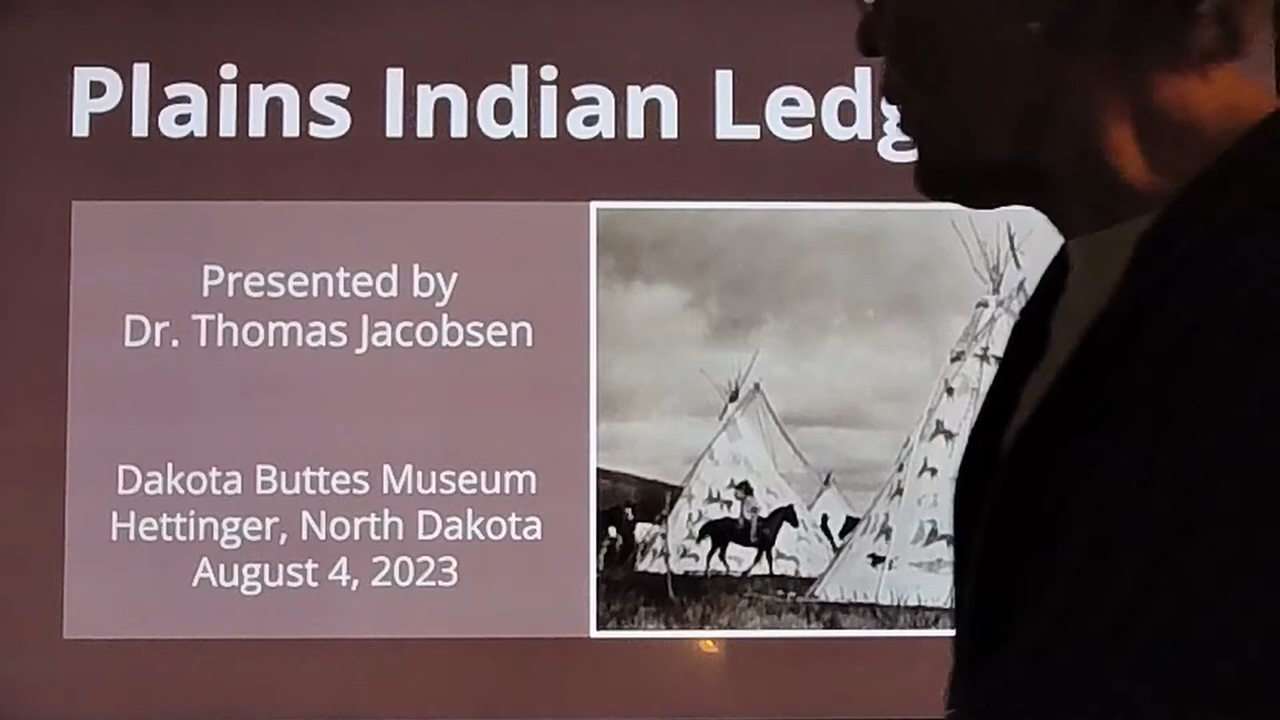 Plains Indian Ledg
Presented by
Dr. Thomas Jacobsen
Dakota Buttes Museum
Hettinger, North Dakota
August 4, 2023